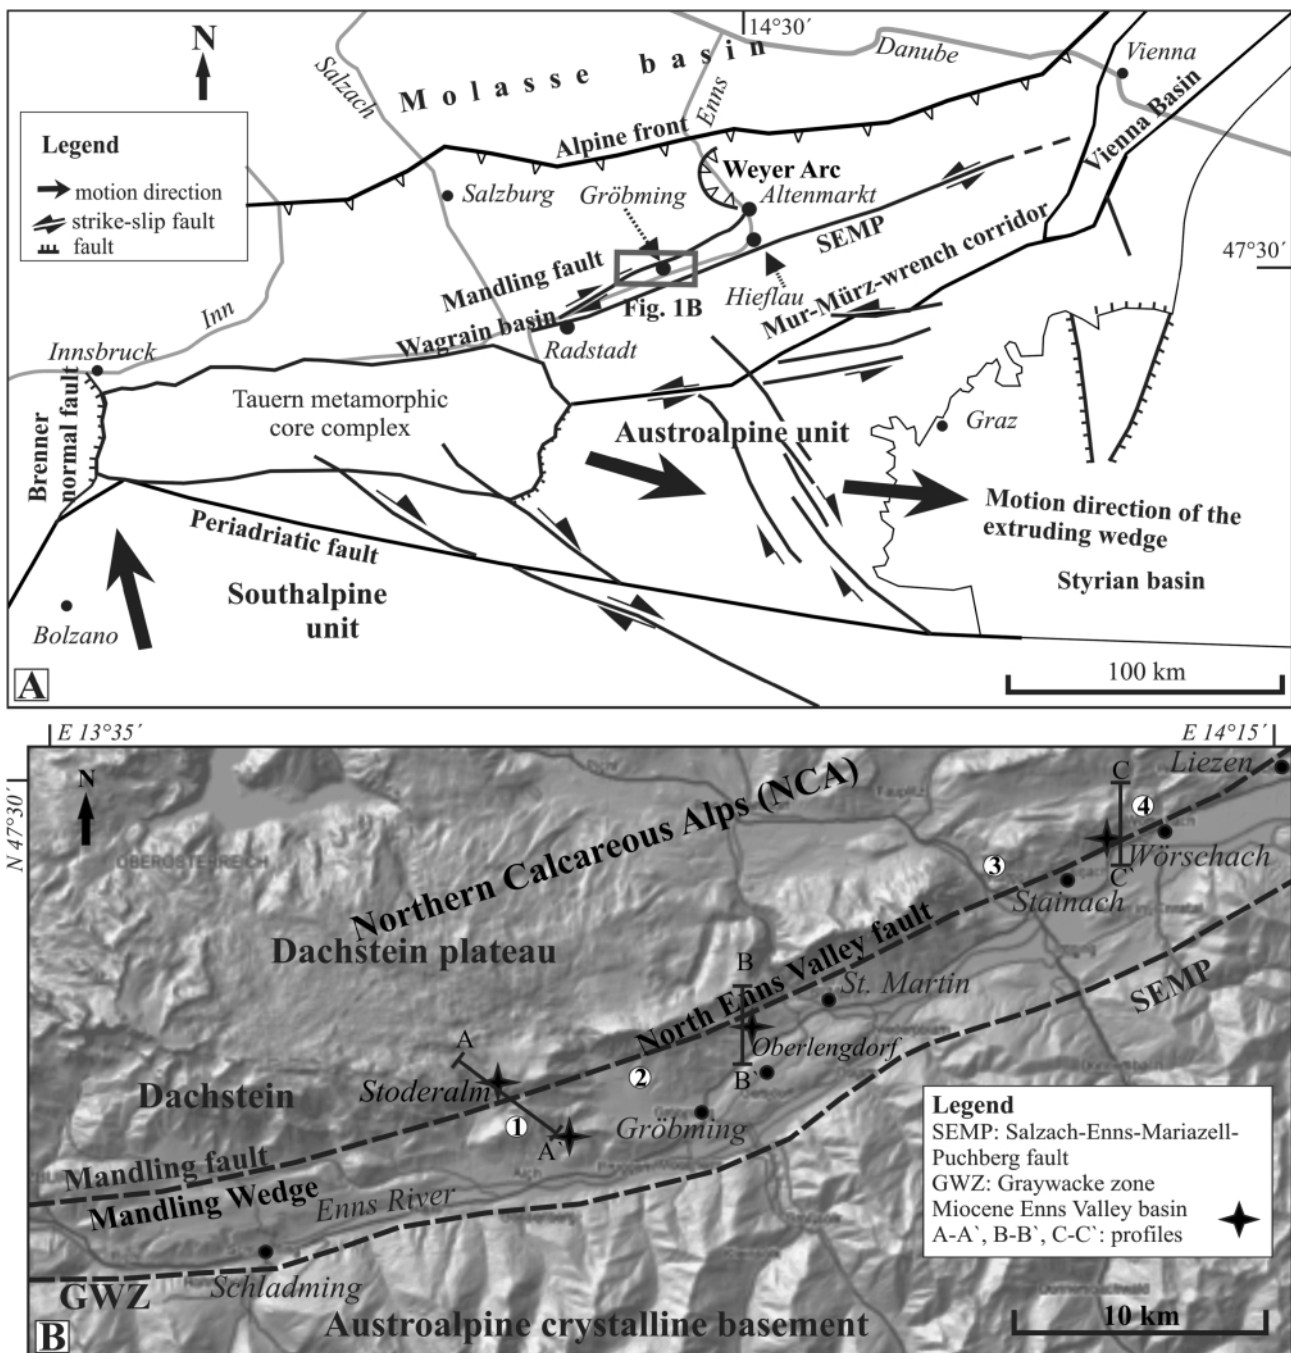 14°30´
N
Salzach
Molasse basin
Enns
Danube
Vienna
Legend
motion direction
strike-slip fault
fault
Alpine front
Vienna Basin
Weyer Arc
Salzburg
Gröbming
Altenmarkt
SEMP
47°30´
Mandling fault
Hieflau
Mur-Mürz-wrench corridor
Fig. 1B
Inn
Wagrain basin
Radstadt
Innsbruck
Tauern metamorphic
core complex
Brenner
normal fault
Austroalpine unit
Graz
Periadriatic fault
Motion direction of the
extruding wedge
Southalpine
unit
Styrian basin
Bolzano
100 km
A
E 13°35´
E 14°15´
N 47°30´
N
Liezen
C
4
Northern Calcareous Alps (NCA)
OBERÖSTERREICH
Wörschach
3
C`
Stainach
Dachstein plateau
North Enns Valley fault
B
St. Martin
SEMP
Oberlengdorf
A
Stoderalm
2
B`
Dachstein
1
Gröbming
A`
Mandling fault
Mandling Wedge
Enns River
Schladming
GWZ
Austroalpine crystalline basement
Legend
SEMP: Salzach-Enns-Mariazell-
Puchberg fault
GWZ: Graywacke zone
Miocene Enns Valley basin
A-A`, B-B`, C-C`: profiles
10 km
B